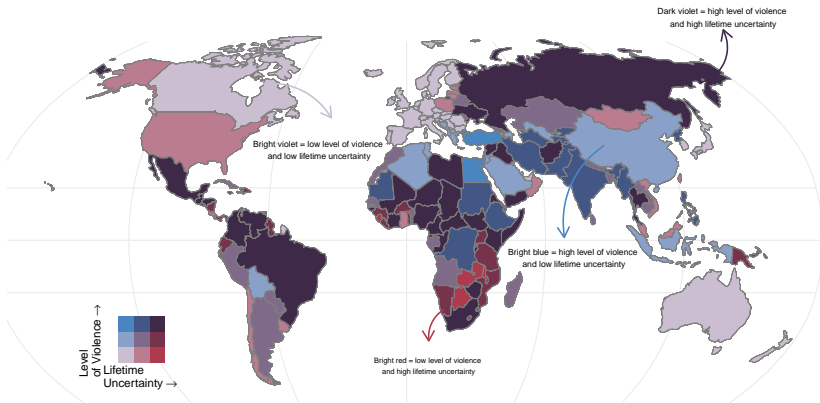 Dark violet = high level of violence
and high lifetime uncertainty
Bright violet = low level of violence
and low lifetime uncertainty
Bright blue = high level of violence
and low lifetime uncertainty
Bright red = low level of violence
and high lifetime uncertainty
Level
of Violence →
Lifetime
Uncertainty →